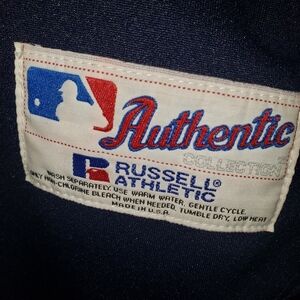 Authentic
COLLECTION
R RUSSELL®
ATHLETIC
WASH SEPARATELY. USE WARM WATER, GENTLE CYCLE.
ONLY NON-CHLORINE BLEACH WHEN NEEDED. TUMBLE DRY, LOW HEAT
MADE IN U.S.A.